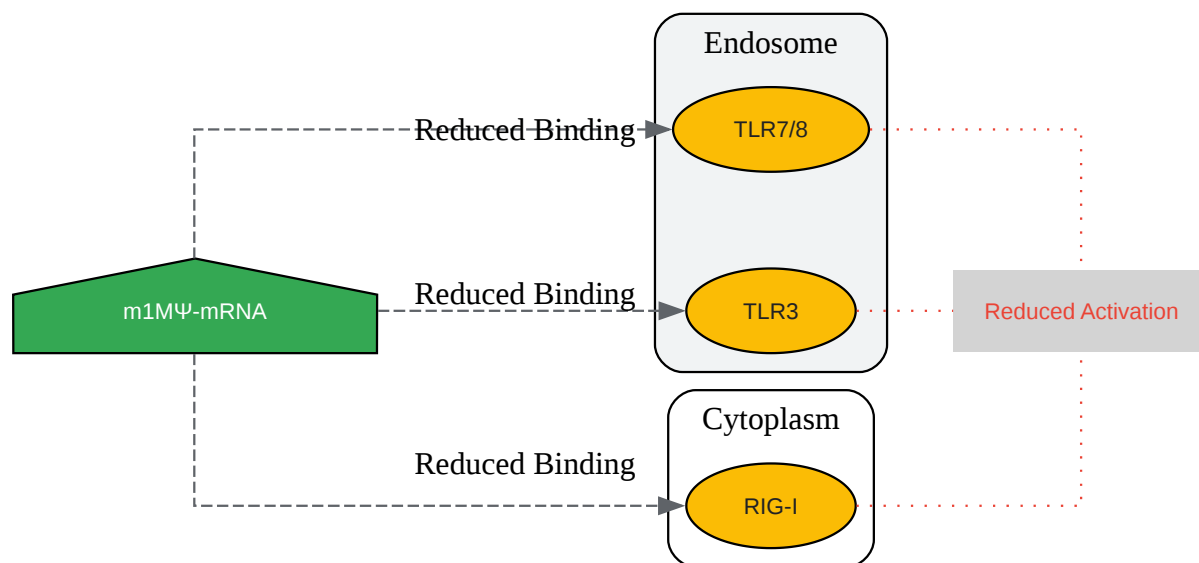 Endosome
Reduced Binding
TLR7/8
m1MΨ-mRNA
Reduced Binding
TLR3
Reduced Activation
Cytoplasm
Reduced Binding
RIG-I